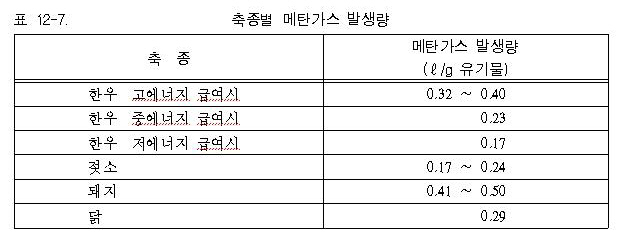 표 12-7. 축종별 메탄가스 발생량
축 종 메탄가스 발생량
(ℓ/g 유기물)
한우 고에너지 급여시 0.32 ~ 0.40
한우 중에너지 급여시 0.23
한우 저에너지 급여시 0.17
젖소 0.17 ~ 0.24
돼지 0.41 ~ 0.50
닭 0.29